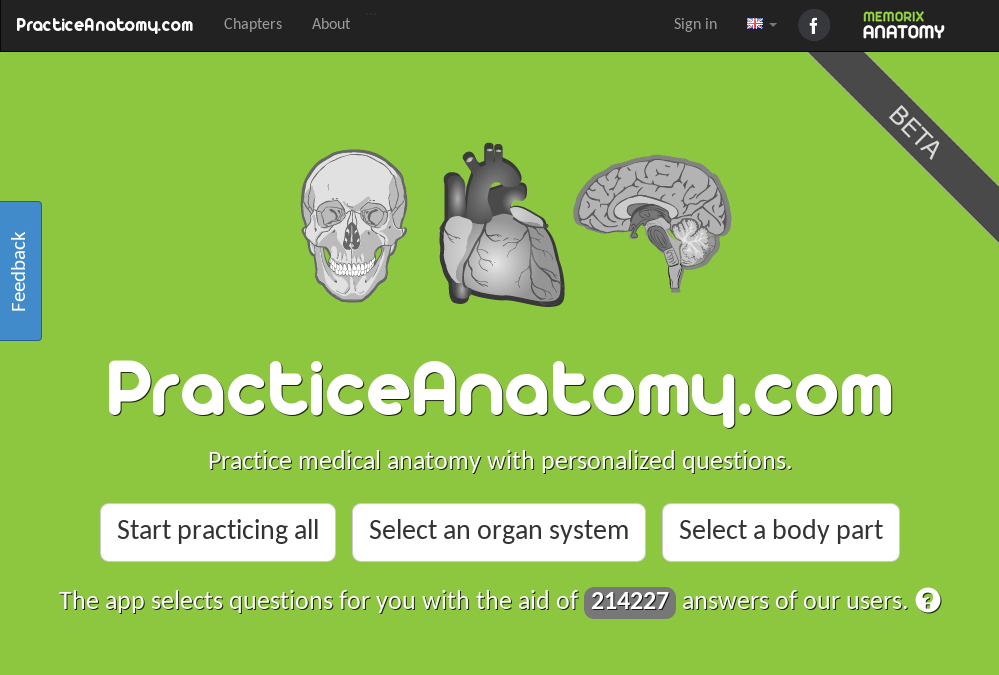 PracticeAnatomy.com
Chapters
About
Sign in
MEMORIX
ANATOMY
BETA
Feedback
PracticeAnatomy.com
Practice medical anatomy with personalized questions.
Start practicing all
Select an organ system
Select a body part
The app selects questions for you with the aid of 214227 answers of our users. ?